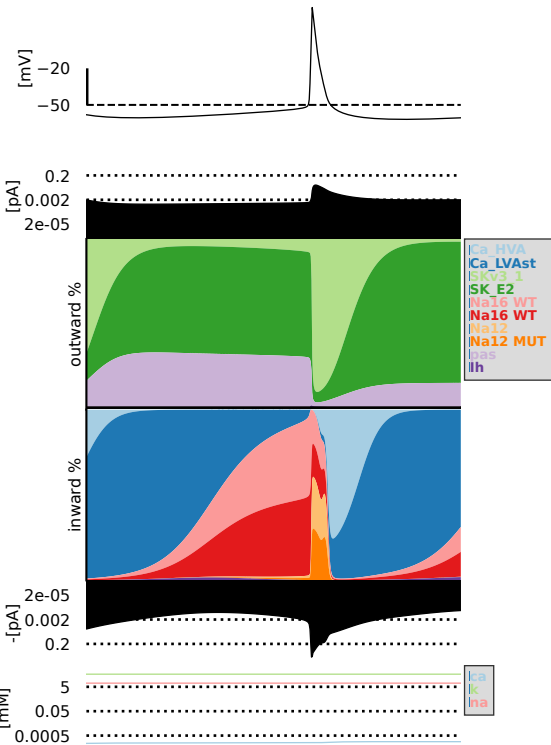 [mV]
−20
−50
[pA]
0.2
0.002
2e-05
outward %
Ca_HVA
Ca_LVAst
SKv3_1
SK_E2
Na16 WT
Na16 WT
Na12
Na12 MUT
pas
Ih
inward %
-[pA]
2e-05
0.002
0.2
[mM]
5
0.05
0.0005
ca
k
na